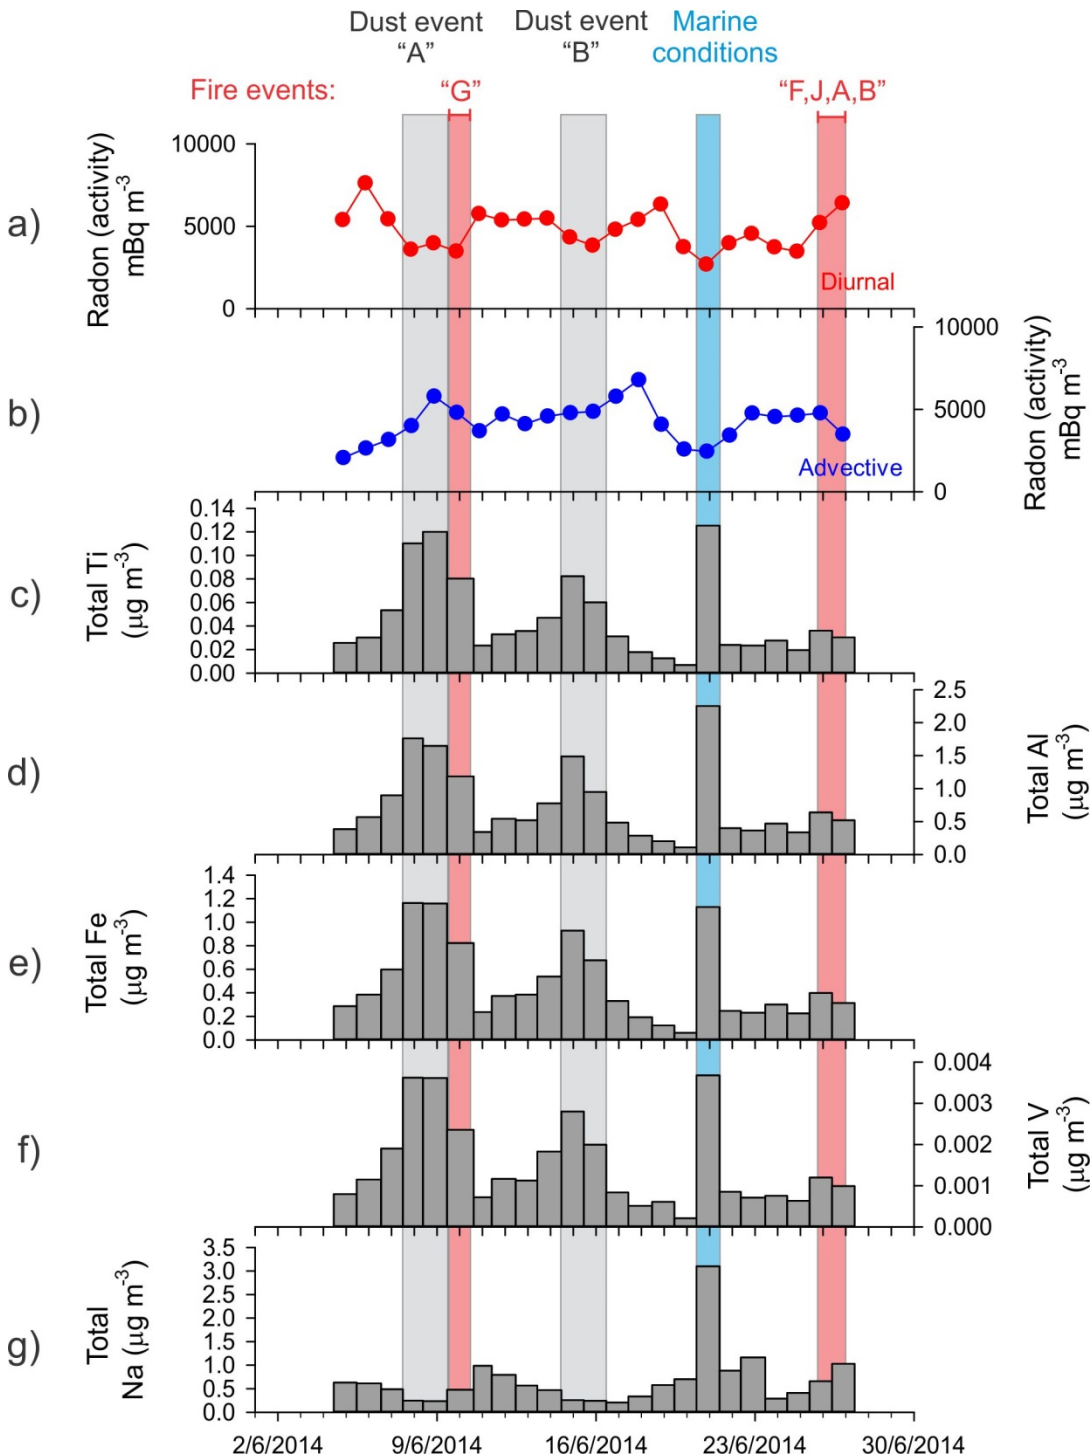 Dust event Dust event Marine
“A” “B” conditions
Fire events: “G” “F,J,A,B”
a)
Radon (activity)
mBq m-3
10000
5000
0
Diurnal
b)
10000
5000
0
Radon (activity)
mBq m-3
Advective
c)
Total Ti
(µg m-3)
0.14
0.12
0.10
0.08
0.06
0.04
0.02
0.00
d)
2.5
2.0
1.5
1.0
0.5
0.0
Total Al
(µg m-3)
e)
Total Fe
(µg m-3)
1.4
1.2
1.0
0.8
0.6
0.4
0.2
0.0
f)
0.004
0.003
0.002
0.001
0.000
Total V
(µg m-3)
g)
Total
Na (µg m-3)
3.5
3.0
2.5
2.0
1.5
1.0
0.5
0.0
2/6/2014 9/6/2014 16/6/2014 23/6/2014 30/6/2014